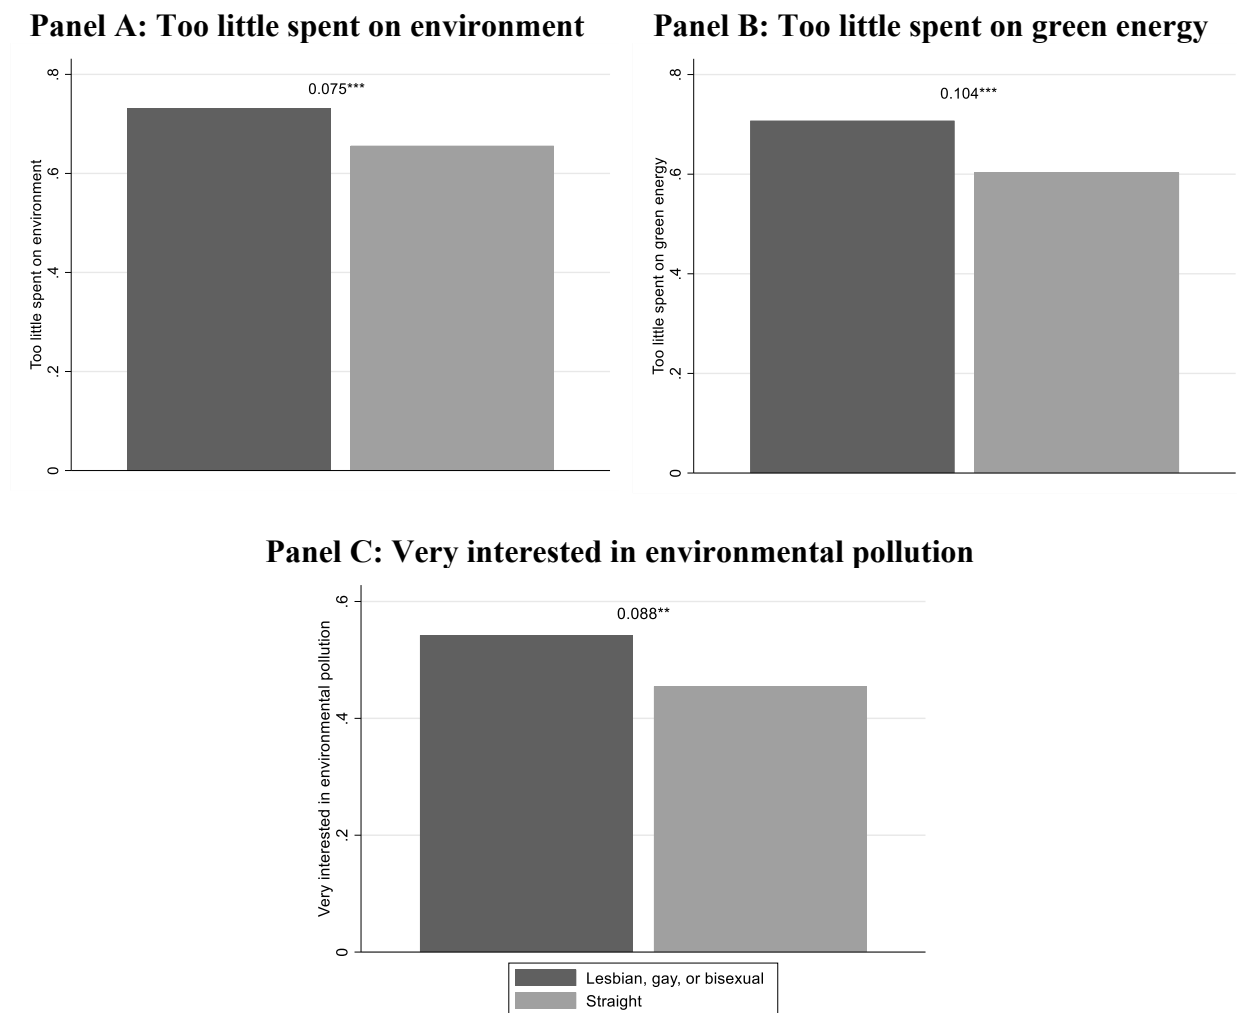 Panel A: Too little spent on environment
Too little spent on environment
.8
.6
.4
.2
0
0.075***
Panel B: Too little spent on green energy
Too little spent on green energy
.8
.6
.4
.2
0
0.104***
Panel C: Very interested in environmental pollution
Very interested in environmental pollution
.6
.4
.2
0
0.088**
Lesbian, gay, or bisexual
Straight